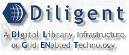 Diligent
A DIgital Library Infrastructure
on Grid ENabled Technology